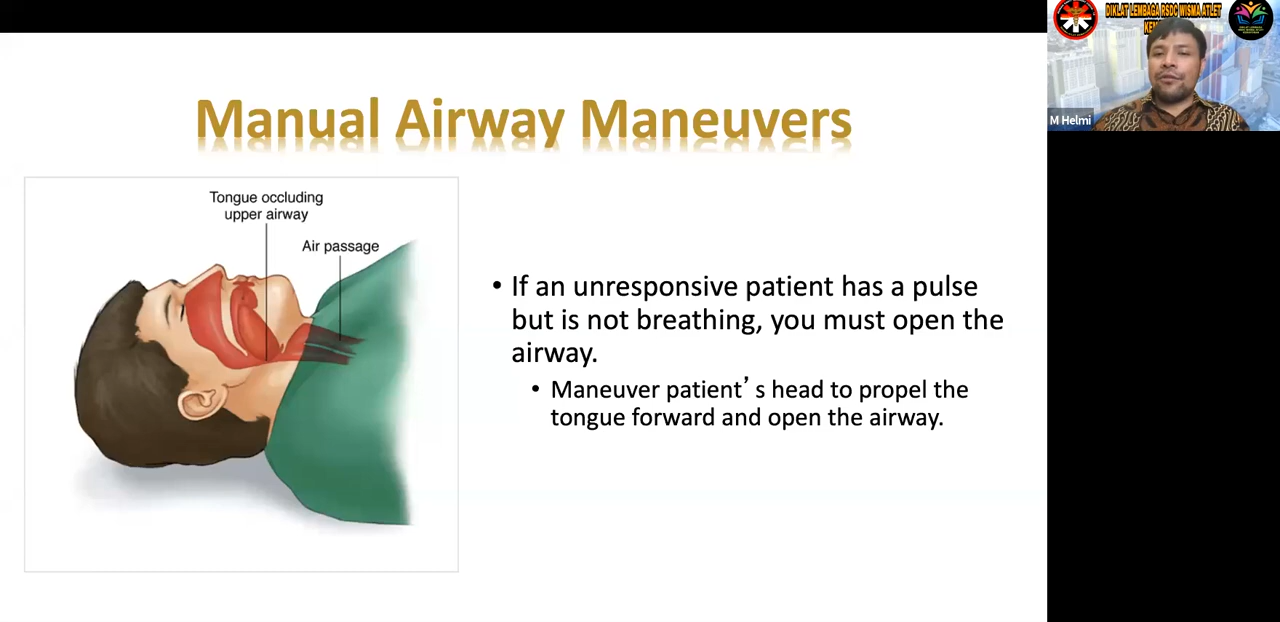 Manual Airway Maneuvers
Tongue occluding
upper airway
Air passage
• If an unresponsive patient has a pulse
but is not breathing, you must open the
airway.
• Maneuver patient’s head to propel the
tongue forward and open the airway.
DIKLAT LEMBAGA RSDC WISMA ATLET
M Helmi